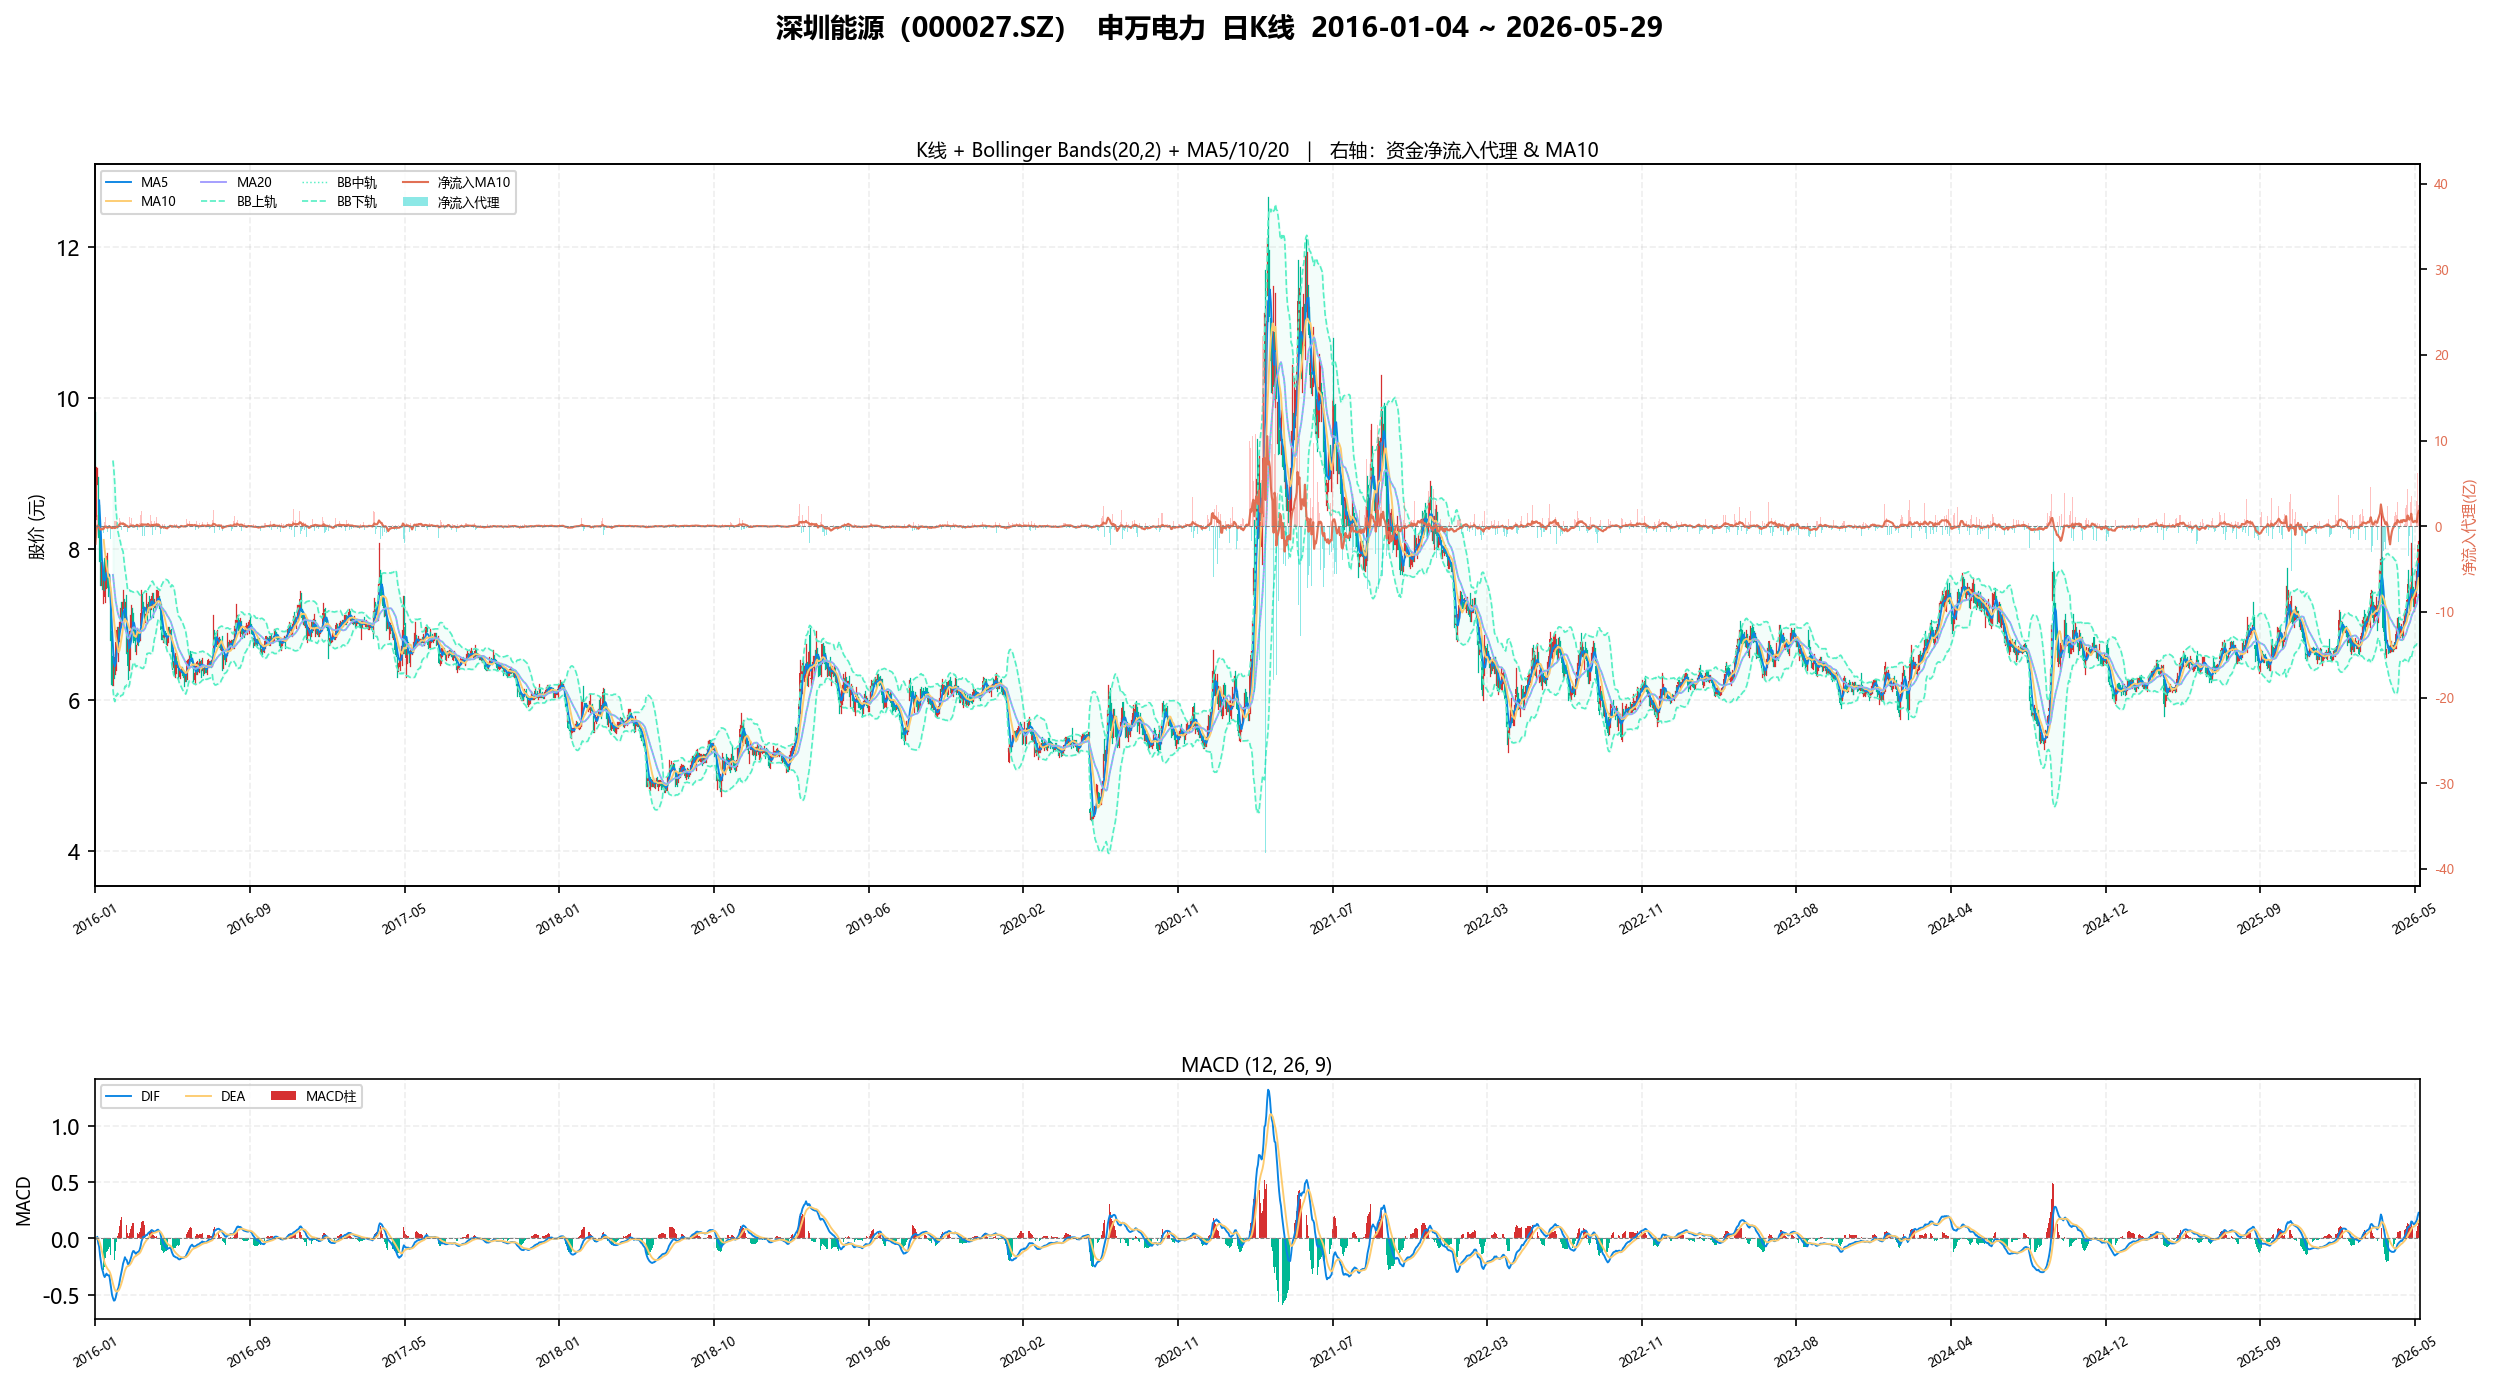 深圳能源（000027.SZ） 申万电力 日K线 2016-01-04 ~ 2026-05-29
K线 + Bollinger Bands(20,2) + MA5/10/20 | 右轴：资金净流入代理 & MA10
MA5 MA20 BB中轨 净流入MA10
MA10 BB上轨 BB下轨 净流入代理
股价 (元)
12
10
8
6
4
40
30
20
10
0
-10
-20
-30
-40
净流入代理(亿)
2016-01 2016-09 2017-05 2018-01 2018-10 2019-06 2020-02 2020-11 2021-07 2022-03 2022-11 2023-08 2024-04 2024-12 2025-09 2026-05
MACD (12, 26, 9)
DIF DEA MACD柱
MACD
1.0
0.5
0.0
-0.5
2016-01 2016-09 2017-05 2018-01 2018-10 2019-06 2020-02 2020-11 2021-07 2022-03 2022-11 2023-08 2024-04 2024-12 2025-09 2026-05